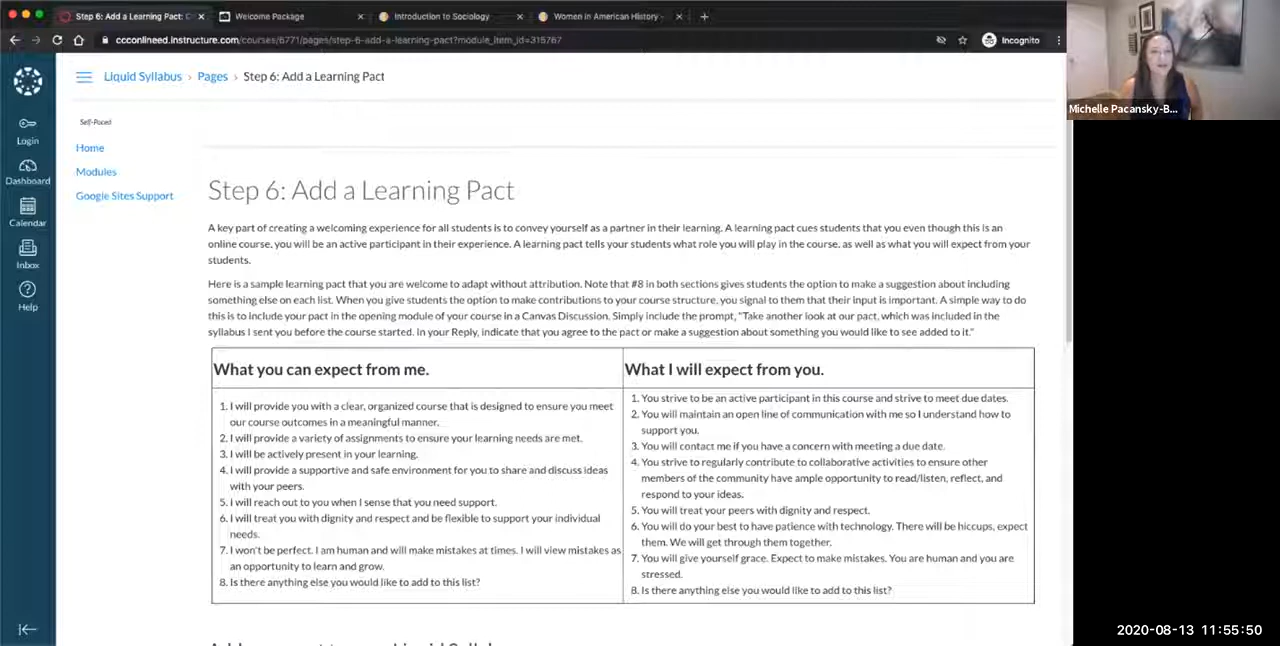 Step 6: Add a Learning Pact: C
Welcome Package
Introduction to Sociology
Women in American History -
ccconlineed.instructure.com/courses/6771/pages/step-6-add-a-learning-pact?module_item_id=315767
Incognito
Michelle Pacansky-B...
Liquid Syllabus › Pages › Step 6: Add a Learning Pact
Login
Dashboard
Calendar
Inbox
Help
Self-Paced
Home
Modules
Google Sites Support
Step 6: Add a Learning Pact
A key part of creating a welcoming experience for all students is to convey yourself as a partner in their learning. A learning pact cues students that you even though this is an
online course, you will be an active participant in their experience. A learning pact tells your students what role you will play in the course, as well as what you will expect from your
students.
Here is a sample learning pact that you are welcome to adapt without attribution. Note that #8 in both sections gives students the option to make a suggestion about including
something else on each list. When you give students the option to make contributions to your course structure, you signal to them that their input is important. A simple way to do
this is to include your pact in the opening module of your course in a Canvas Discussion. Simply include the prompt, "Take another look at our pact, which was included in the
syllabus I sent you before the course started. In your Reply, indicate that you agree to the pact or make a suggestion about something you would like to see added to it."
What you can expect from me.
1. I will provide you with a clear, organized course that is designed to ensure you meet
our course outcomes in a meaningful manner.
2. I will provide a variety of assignments to ensure your learning needs are met.
3. I will be actively present in your learning.
4. I will provide a supportive and safe environment for you to share and discuss ideas
with your peers.
5. I will reach out to you when I sense that you need support.
6. I will treat you with dignity and respect and be flexible to support your individual
needs.
7. I won't be perfect. I am human and will make mistakes at times. I will view mistakes as
an opportunity to learn and grow.
8. Is there anything else you would like to add to this list?
What I will expect from you.
1. You strive to be an active participant in this course and strive to meet due dates.
2. You will maintain an open line of communication with me so I understand how to
support you.
3. You will contact me if you have a concern with meeting a due date.
4. You strive to regularly contribute to collaborative activities to ensure other
members of the community have ample opportunity to read/listen, reflect, and
respond to your ideas.
5. You will treat your peers with dignity and respect.
6. You will do your best to have patience with technology. There will be hiccups, expect
them. We will get through them together.
7. You will give yourself grace. Expect to make mistakes. You are human and you are
stressed.
8. Is there anything else you would like to add to this list?
2020-08-13 11:55:50